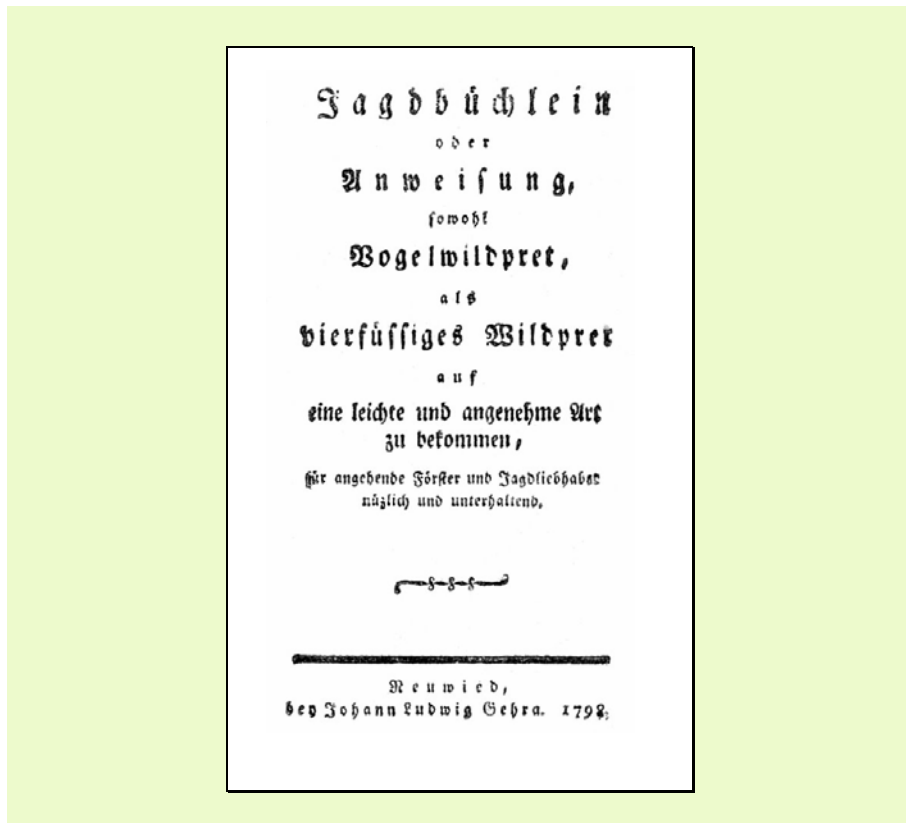 Jagdbüchlein
oder
Anweisung,
sowohl
Vogelwildpret,
als
vierfüssiges Wildpret
auf
eine leichte und angenehme Art
zu bekommen,
für angehende Förster und Jagdliebhaber
nüzlich und unterhaltend.
Neuwied,
bey Johann Ludwig Gehra. 1798.